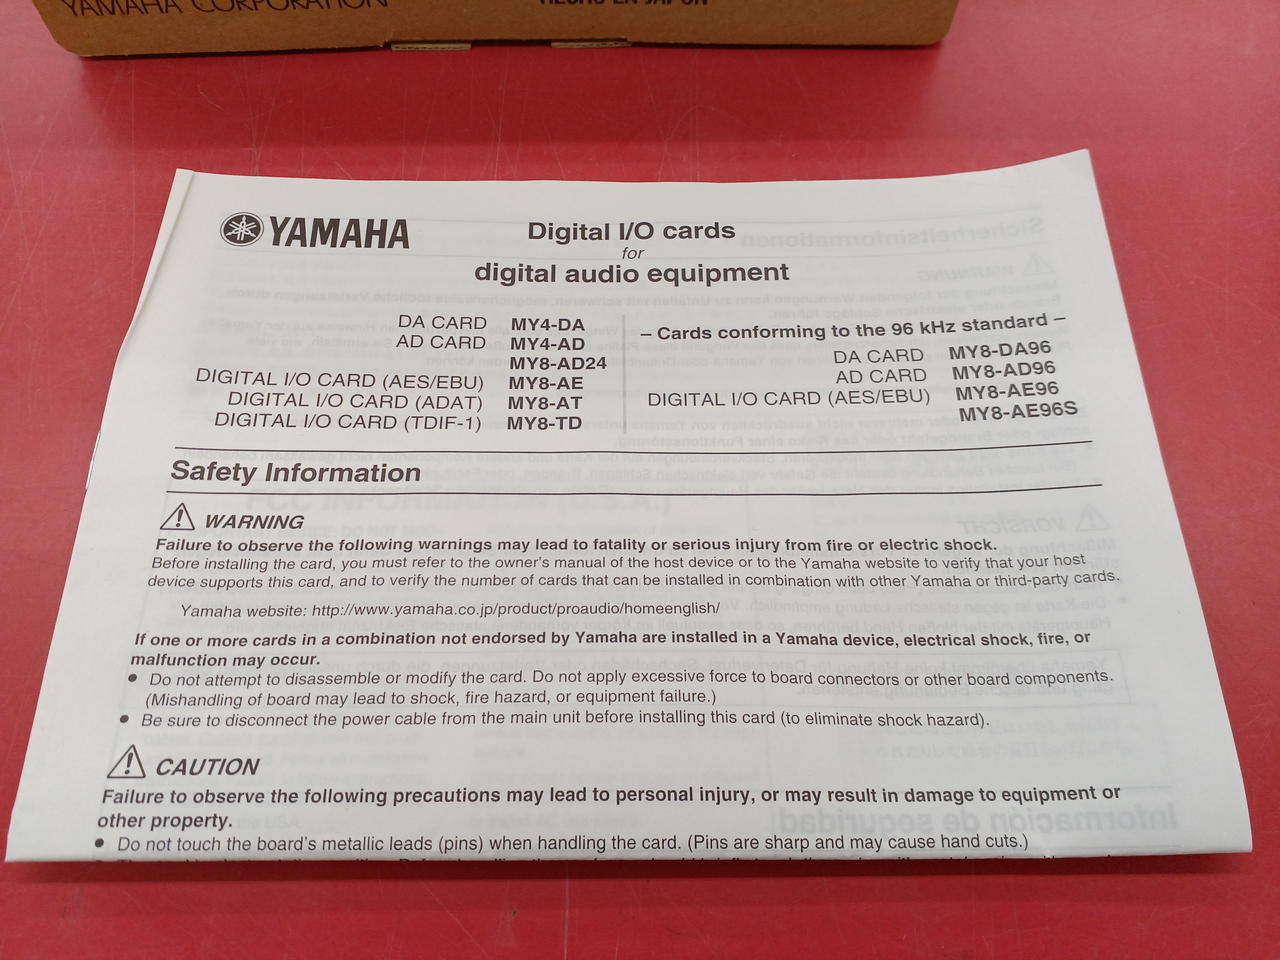 YAMAHA CORPORATION
HECHO EN JAPON
YAMAHA
Digital I/O cards
for
digital audio equipment
DA CARD MY4-DA
AD CARD MY4-AD
MY8-AD24
DIGITAL I/O CARD (AES/EBU) MY8-AE
DIGITAL I/O CARD (ADAT) MY8-AT
DIGITAL I/O CARD (TDIF-1) MY8-TD
– Cards conforming to the 96 kHz standard –
DA CARD MY8-DA96
AD CARD MY8-AD96
DIGITAL I/O CARD (AES/EBU) MY8-AE96
MY8-AE96S
Safety Information
WARNING
Failure to observe the following warnings may lead to fatality or serious injury from fire or electric shock.
Before installing the card, you must refer to the owner's manual of the host device or to the Yamaha website to verify that your host
device supports this card, and to verify the number of cards that can be installed in combination with other Yamaha or third-party cards.
Yamaha website: http://www.yamaha.co.jp/product/proaudio/homeenglish/
If one or more cards in a combination not endorsed by Yamaha are installed in a Yamaha device, electrical shock, fire, or
malfunction may occur.
• Do not attempt to disassemble or modify the card. Do not apply excessive force to board connectors or other board components.
(Mishandling of board may lead to shock, fire hazard, or equipment failure.)
• Be sure to disconnect the power cable from the main unit before installing this card (to eliminate shock hazard).
CAUTION
Failure to observe the following precautions may lead to personal injury, or may result in damage to equipment or
other property.
• Do not touch the board's metallic leads (pins) when handling the card. (Pins are sharp and may cause hand cuts.)